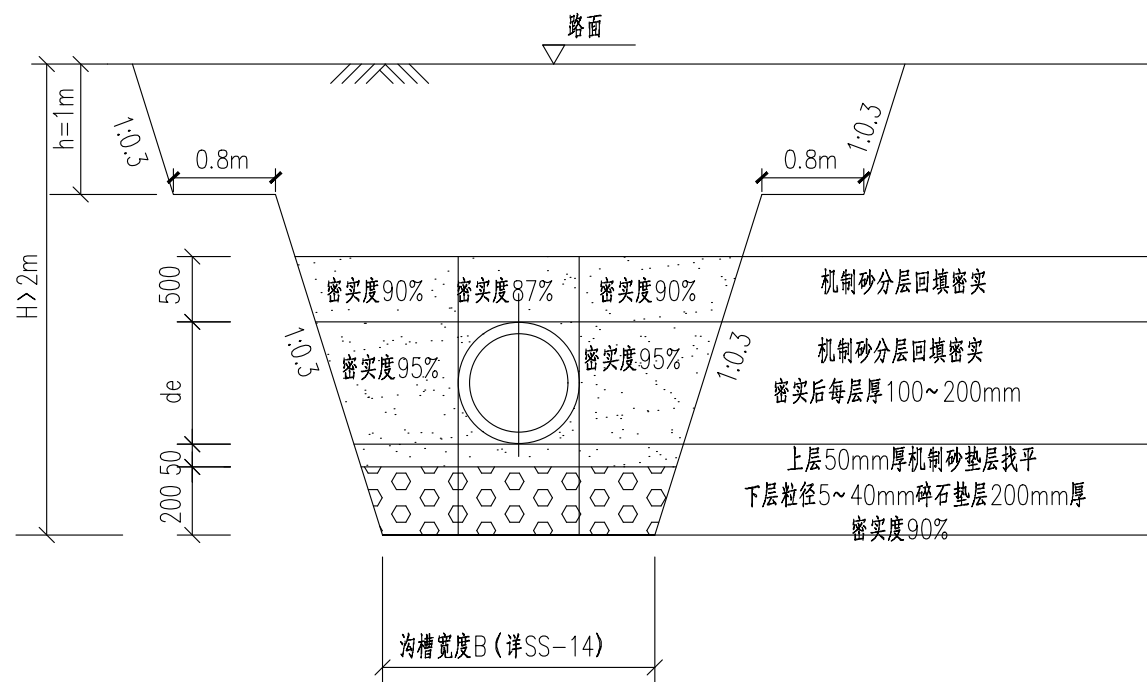 路面
h=1m
1:0.3
0.8m
0.8m
1:0.3
H>2m
500
密实度90%
密实度87%
密实度90%
机制砂分层回填密实
de
1:0.3
密实度95%
密实度95%
1:0.3
机制砂分层回填密实
密实后每层厚100~200mm
50
上层50mm厚机制砂垫层找平
200
下层粒径5~40mm碎石垫层200mm厚
密实度90%
沟槽宽度B(详SS-14)